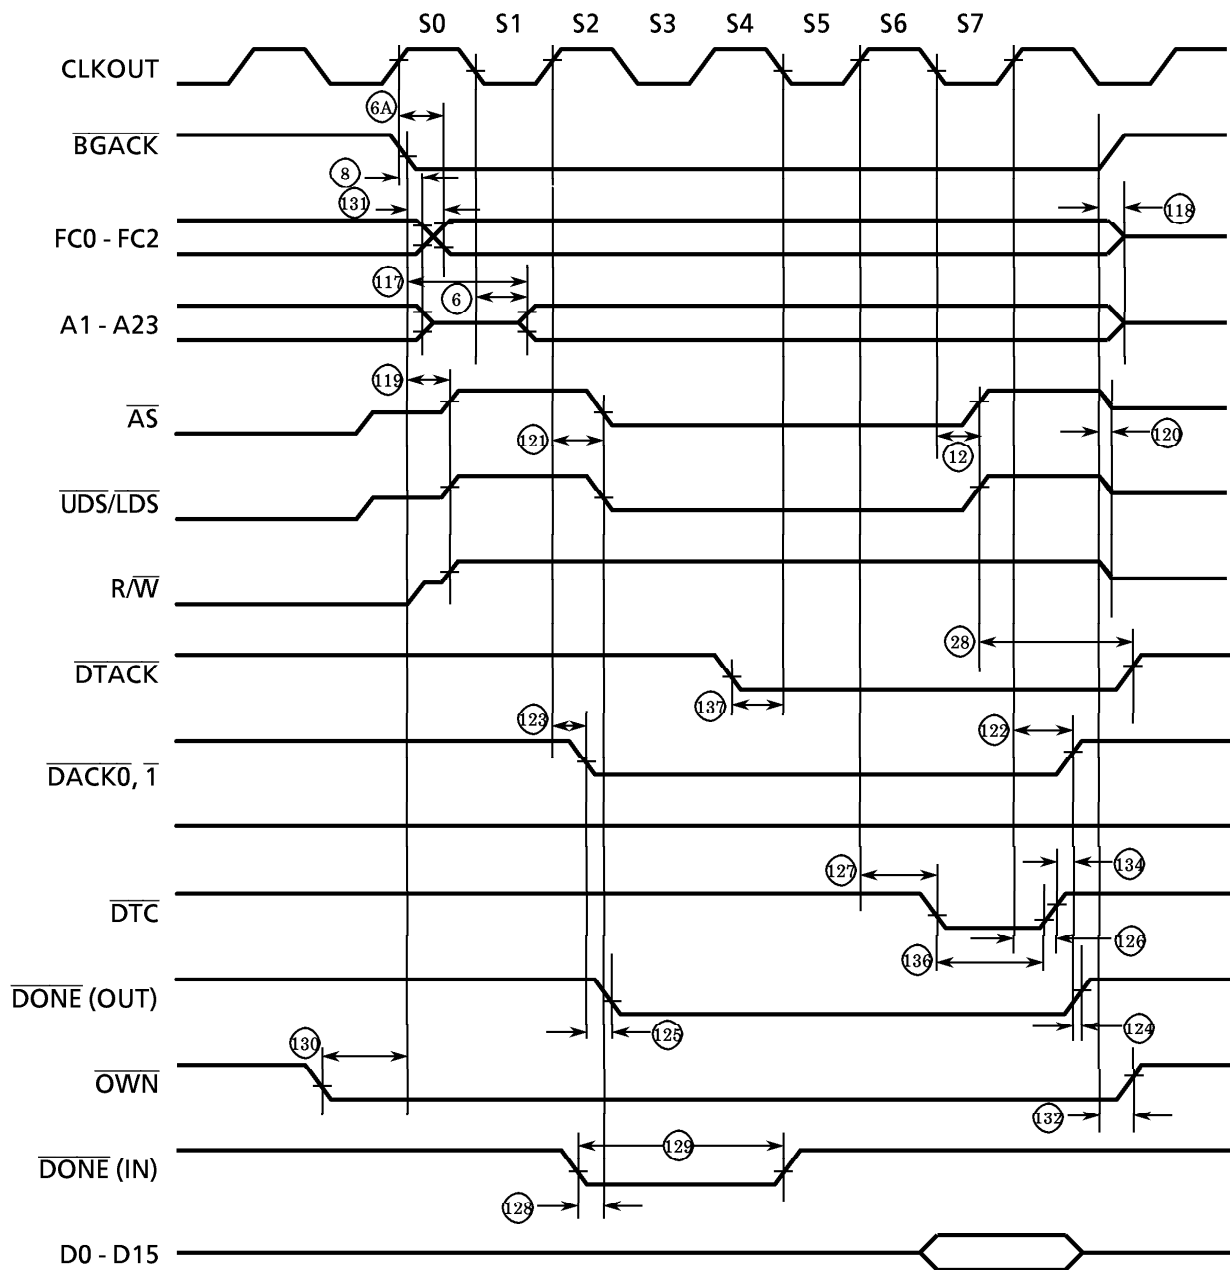 S0 S1 S2 S3 S4 S5 S6 S7
CLKOUT
6A
BGACK
8
131
118
FC0 - FC2
117
6
A1 - A23
119
AS
121
12
120
UDS/LDS
R/W
28
DTACK
137
123
122
DACK0, 1
127
134
DTC
136
126
DONE (OUT)
125
124
130
OWN
132
129
DONE (IN)
128
D0 - D15